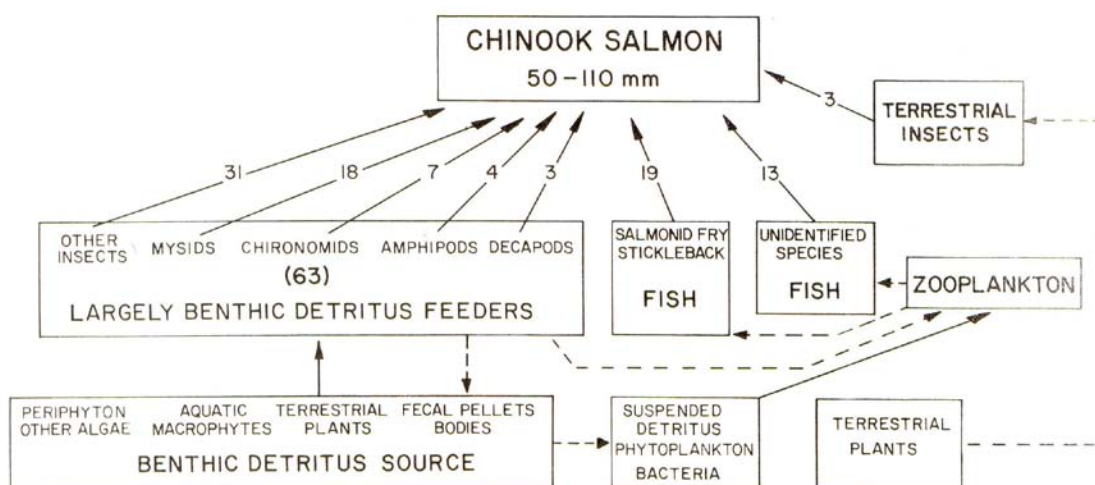 CHINOOK SALMON
50-110 mm
3
TERRESTRIAL
INSECTS
31
18
7
4
3
19
13
OTHER
INSECTS
MYSIDS
CHIRONOMIDS
AMPHIPODS
DECAPODS
(63)
LARGELY BENTHIC DETRITUS FEEDERS
SALMONID FRY
STICKLEBACK
FISH
UNIDENTIFIED
SPECIES
FISH
ZOOPLANKTON
PERIPHYTON
OTHER ALGAE
AQUATIC
MACROPHYTES
TERRESTRIAL
PLANTS
FECAL PELLETS
BODIES
BENTHIC DETRITUS SOURCE
SUSPENDED
DETRITUS
PHYTOPLANKTON
BACTERIA
TERRESTRIAL
PLANTS